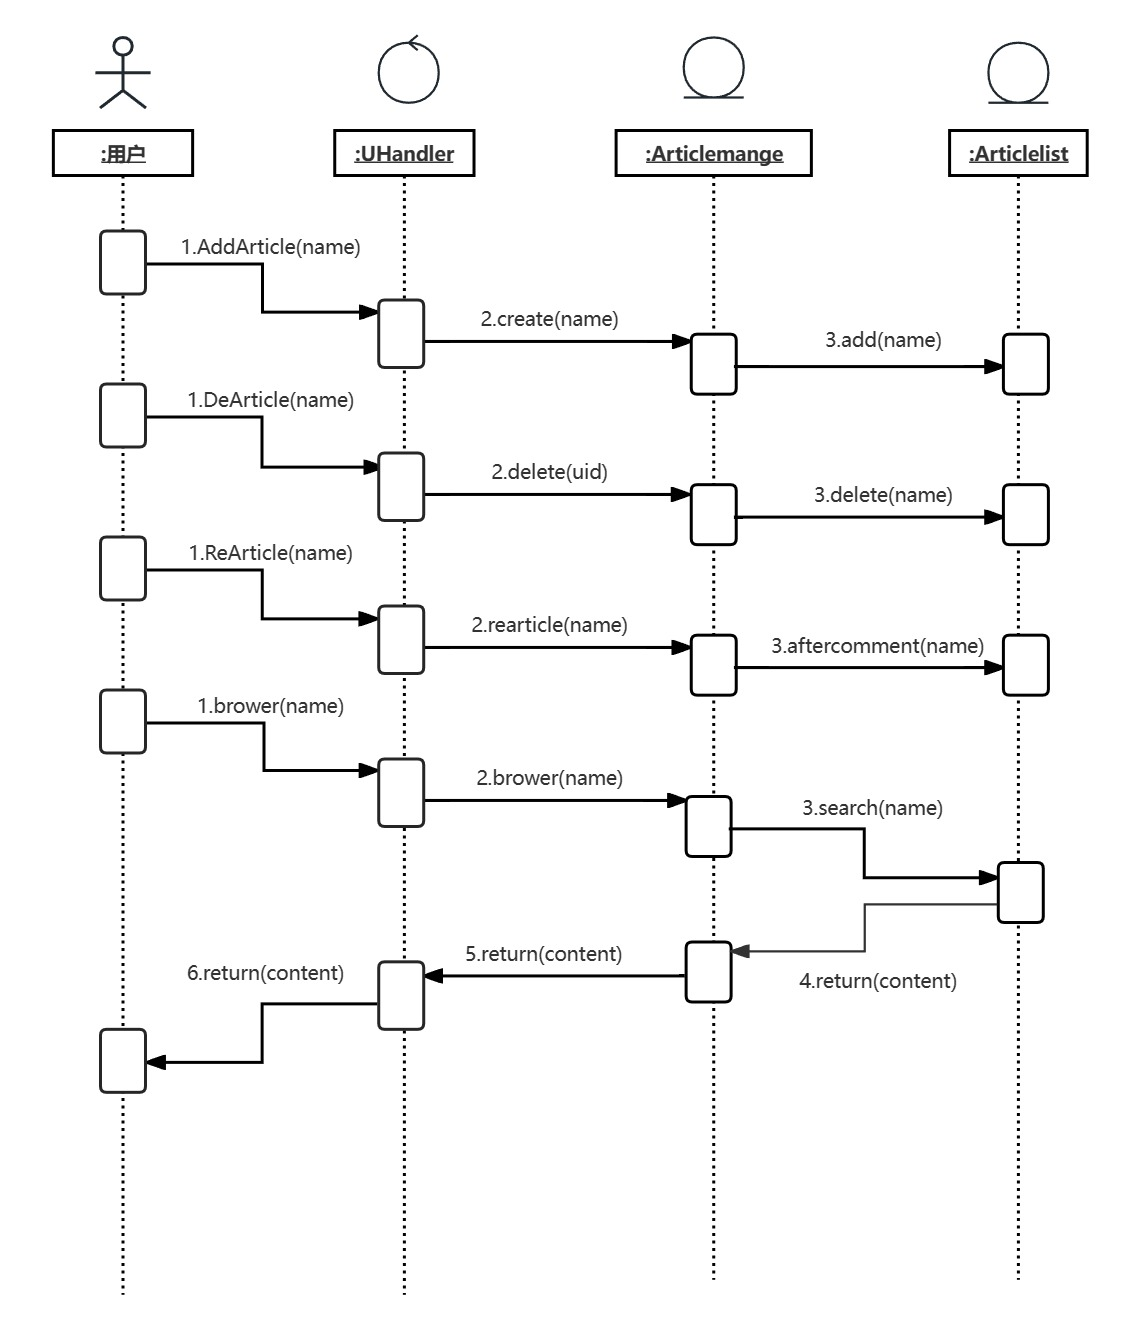 :用户
:UHandler
:Articlemange
:Articlelist
1.AddArticle(name)
2.create(name)
3.add(name)
1.DeArticle(name)
2.delete(uid)
3.delete(name)
1.ReArticle(name)
2.rearticle(name)
3.aftercomment(name)
1.brower(name)
2.brower(name)
3.search(name)
4.return(content)
5.return(content)
6.return(content)